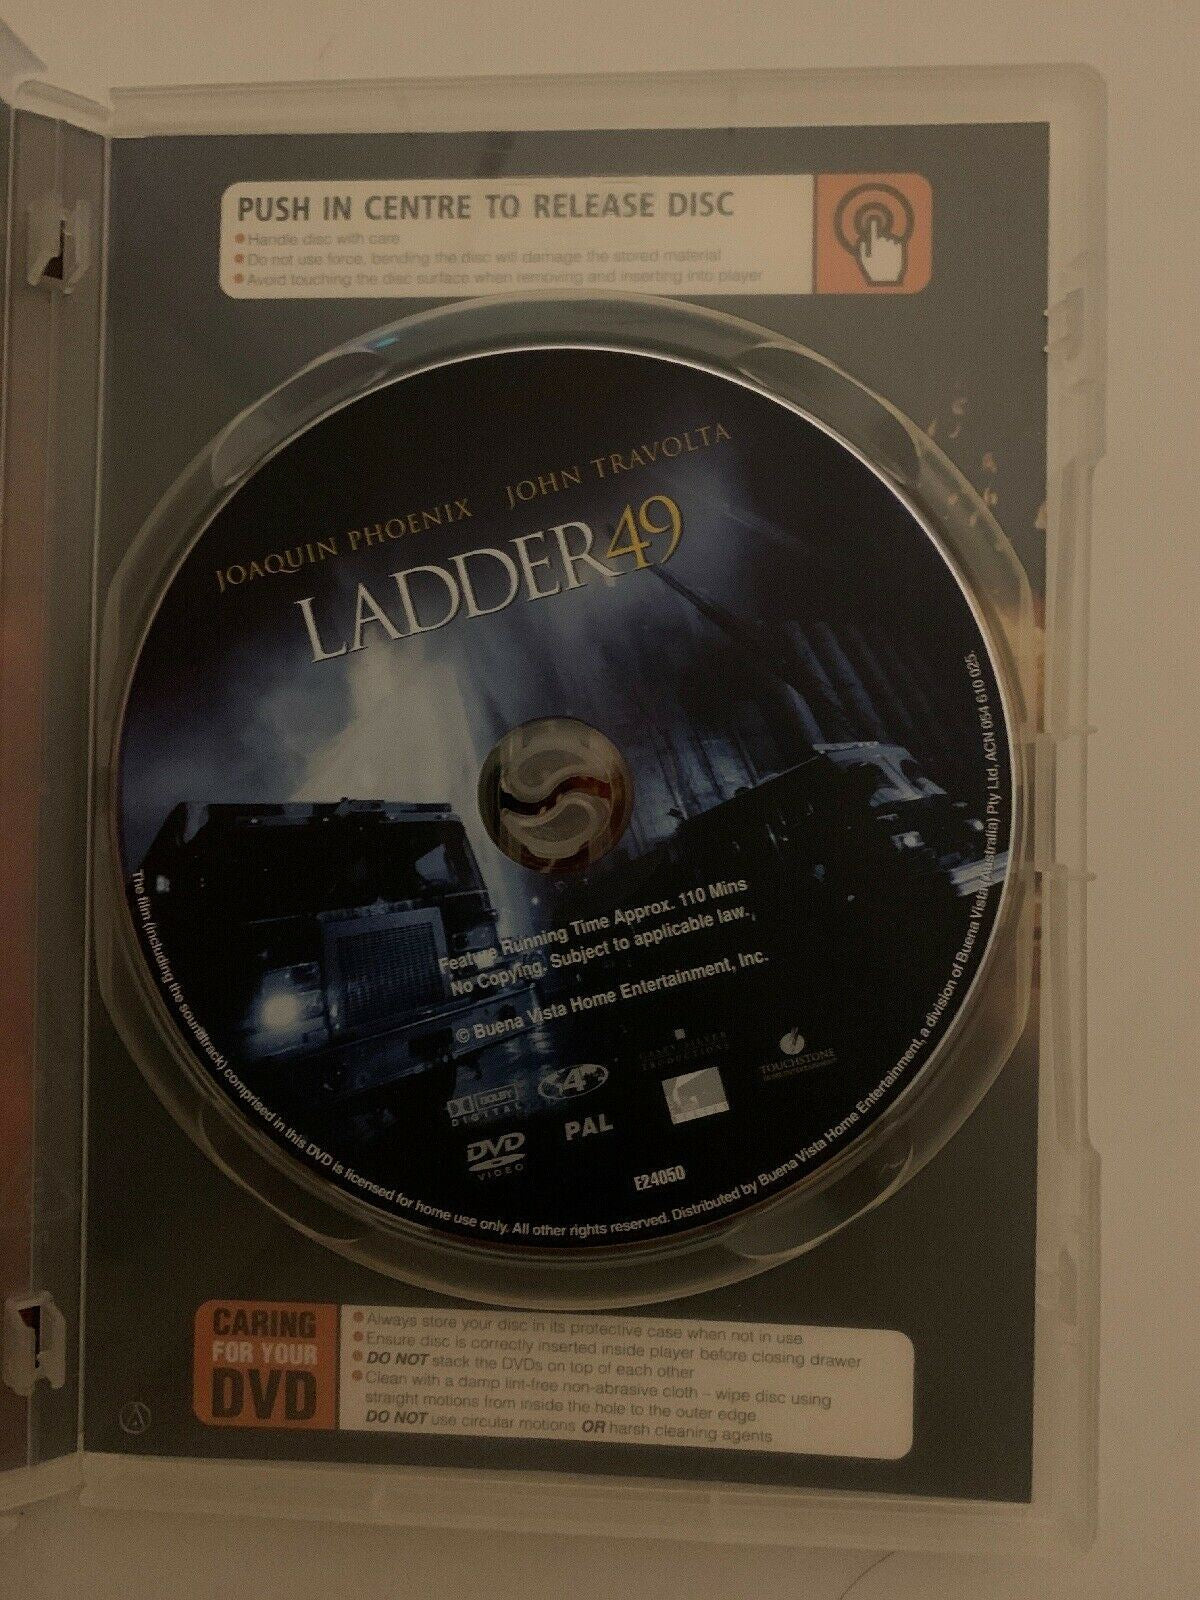 PUSH IN CENTRE TO RELEASE DISC
Handle disc with care
Do not use force, bending the disc will damage the stored material
Avoid touching the disc surface when removing and inserting into player
JOAQUIN PHOENIX JOHN TRAVOLTA
LADDER 49
Feature Running Time Approx. 110 Mins
No Copying. Subject to applicable law.
© Buena Vista Home Entertainment, Inc.
DOLBY
DIGITAL
4
CASEY SILVER
PRODUCTIONS
TOUCHSTONE
HOME ENTERTAINMENT
DVD
VIDEO
PAL
G
E24050
The film (including the soundtrack) comprised in this DVD is licensed for home use only. All other rights reserved. Distributed by Buena Vista Home Entertainment, a division of Buena Vista (Australia) Pty Ltd, ACN 054 610 025.
CARING
FOR YOUR
DVD
Always store your disc in its protective case when not in use
Ensure disc is correctly inserted inside player before closing drawer
DO NOT stack the DVDs on top of each other
Clean with a damp lint-free non-abrasive cloth – wipe disc using
straight motions from inside the hole to the outer edge
DO NOT use circular motions OR harsh cleaning agents